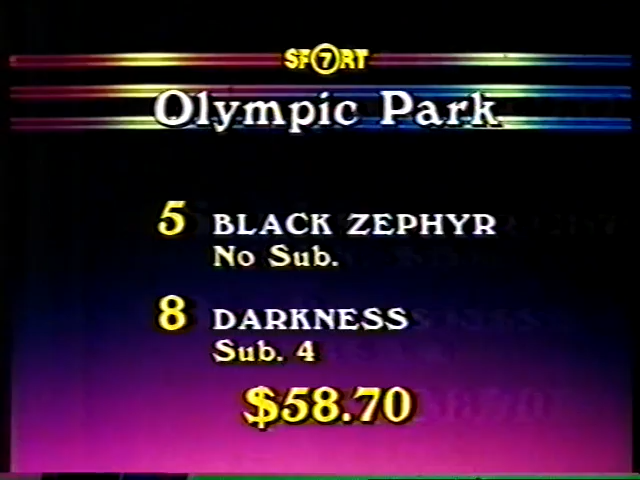 SP7RT
Olympic Park
5 BLACK ZEPHYR
No Sub.
8 DARKNESS
Sub. 4
$58.70